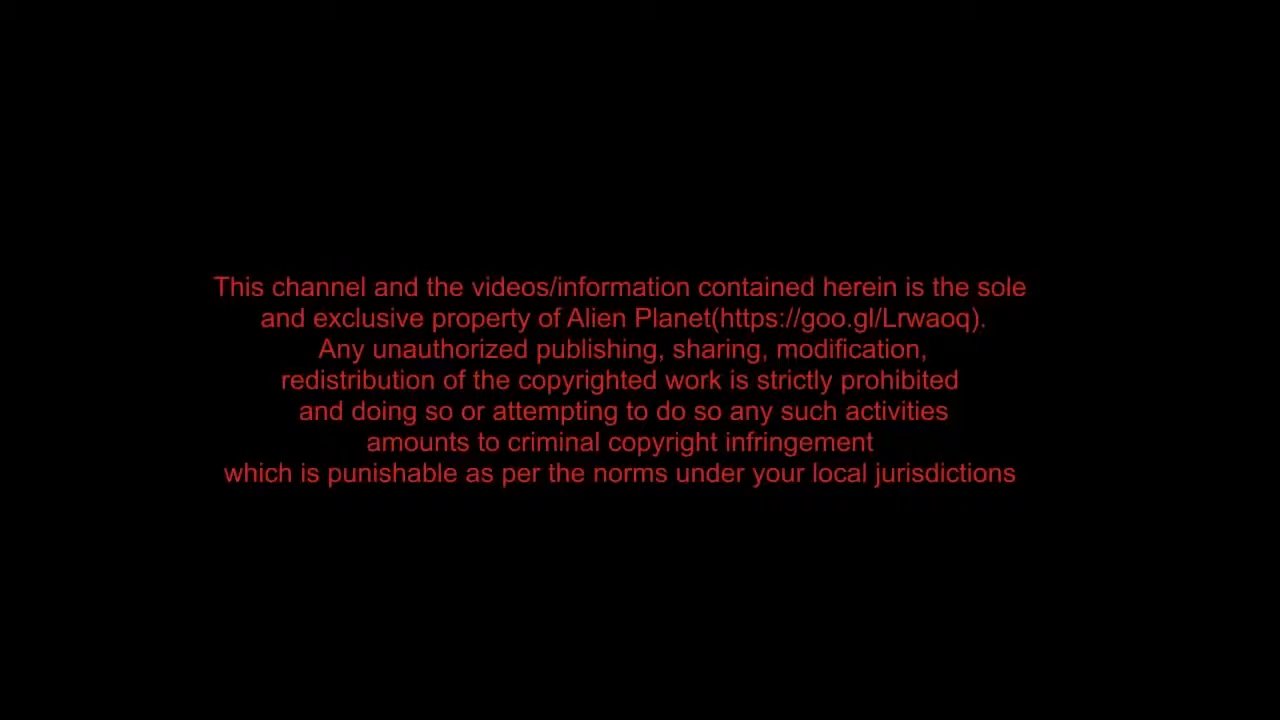 This channel and the videos/information contained herein is the sole
and exclusive property of Alien Planet(https://goo.gl/Lrwaoq).
Any unauthorized publishing, sharing, modification,
redistribution of the copyrighted work is strictly prohibited
and doing so or attempting to do so any such activities
amounts to criminal copyright infringement
which is punishable as per the norms under your local jurisdictions